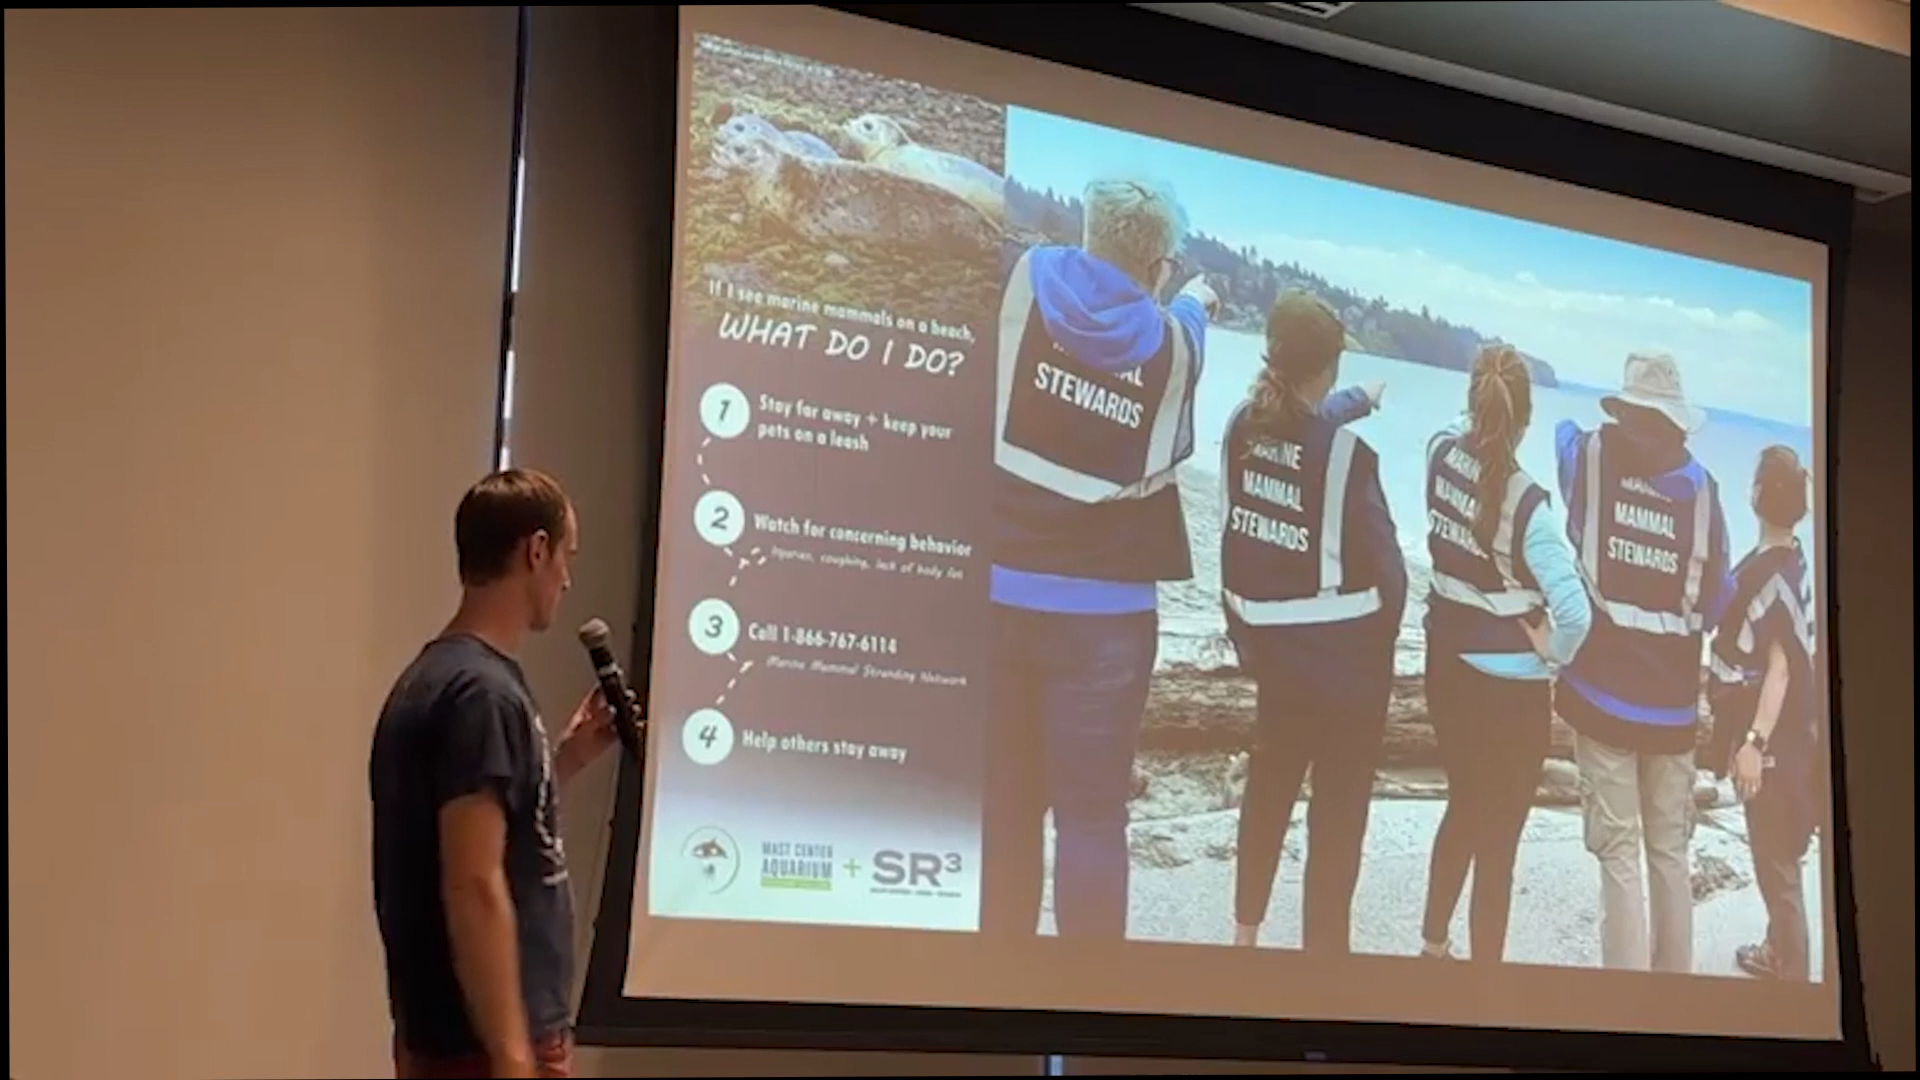 If I see marine mammals on a beach,
WHAT DO I DO?
1
Stay far away + keep your
pets on a leash
2
Watch for concerning behavior
Injuries, coughing, lack of body fat
3
Call 1-866-767-6114
Marine Mammal Stranding Network
4
Help others stay away
MAST CENTER
AQUARIUM
+
SR³
STEWARDS
MARINE
MAMMAL
STEWARDS
MAMMAL
STEWARDS